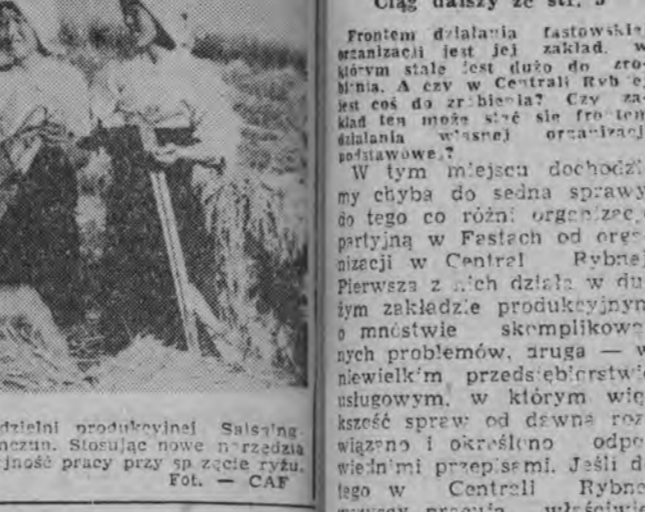 dzielni produkcyjnej
Stosując nowe narzędzia
jność pracy przy sprzęcie ryżu.
Fot. — CAF
Ciąg dalszy ze str. 3
Frontem działania fastowskie
organizacji jest jej zakład, w
którym stale jest dużo do zro-
bienia. A czy w Centrali Rybnej
jest coś do zrobienia? Czy za-
kład ten może stać się frontem
działania własnej organizacji
podstawowej?
W tym miejscu dochodzi-
my chyba do sedna sprawy
do tego co różni organizację
partyjną w Fastach od orga-
nizacji w Centrali Rybnej
Pierwsza z nich działa w du-
żym zakładzie produkcyjnym
o mnóstwie skomplikowa-
nych problemów, druga — w
niewielkim przedsiębiorstwie
usługowym, w którym wię-
kszość spraw od dawna roz-
wiązano i określono odpo-
wiednimi przepisami. Jeśli do
tego w Centrali Rybnej
pracują właściwie